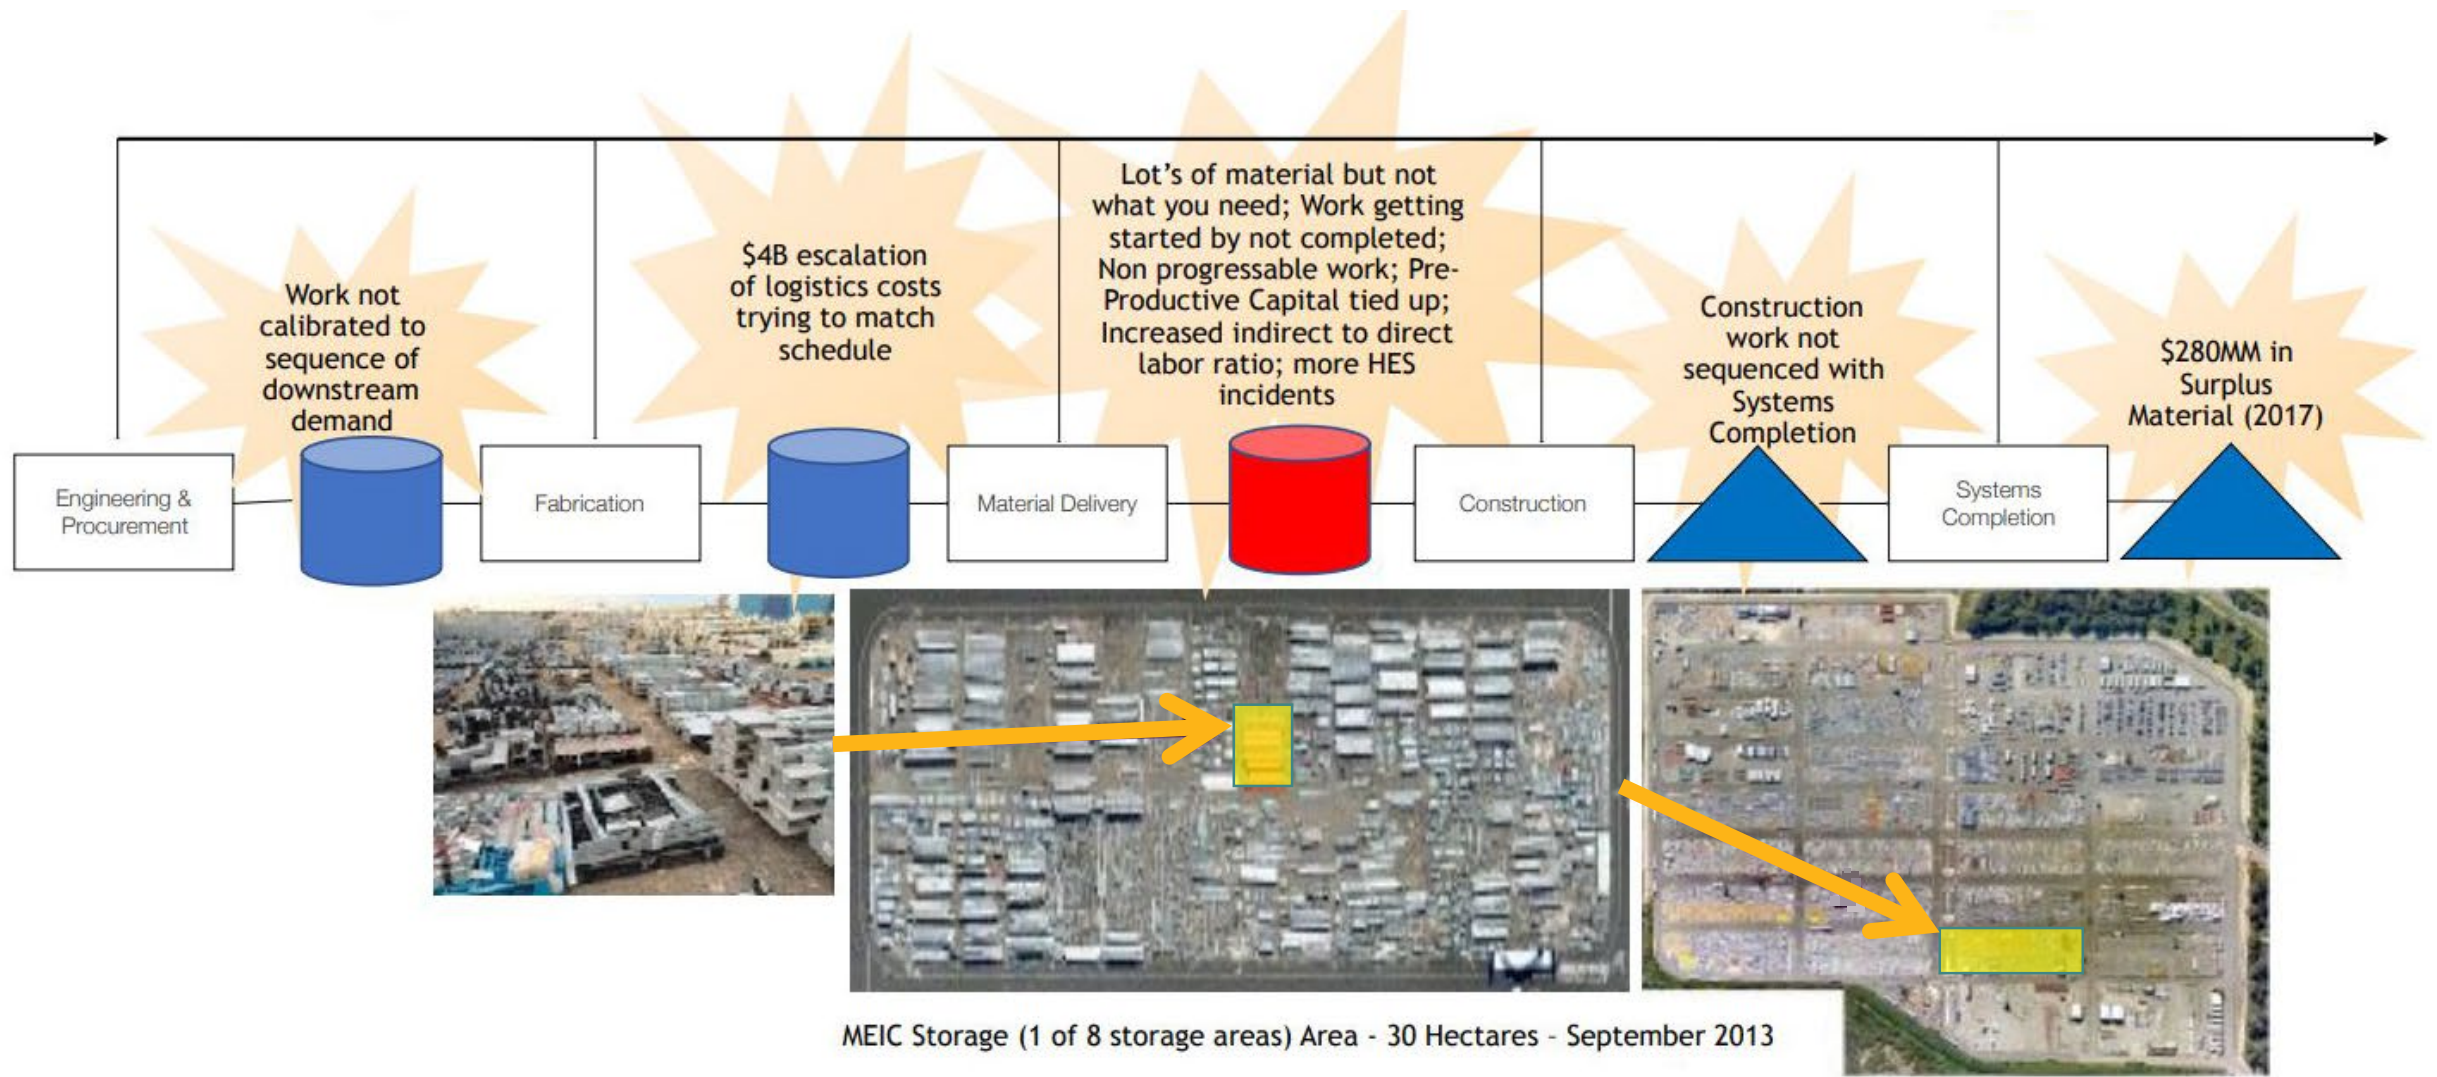 Work not
calibrated to
sequence of
downstream
demand
$4B escalation
of logistics costs
trying to match
schedule
Lot's of material but not
what you need; Work getting
started by not completed;
Non progressable work; Pre-
Productive Capital tied up;
Increased indirect to direct
labor ratio; more HES
incidents
Construction
work not
sequenced with
Systems
Completion
$280MM in
Surplus
Material (2017)
Engineering &
Procurement
Fabrication
Material Delivery
Construction
Systems
Completion
MEIC Storage (1 of 8 storage areas) Area - 30 Hectares – September 2013